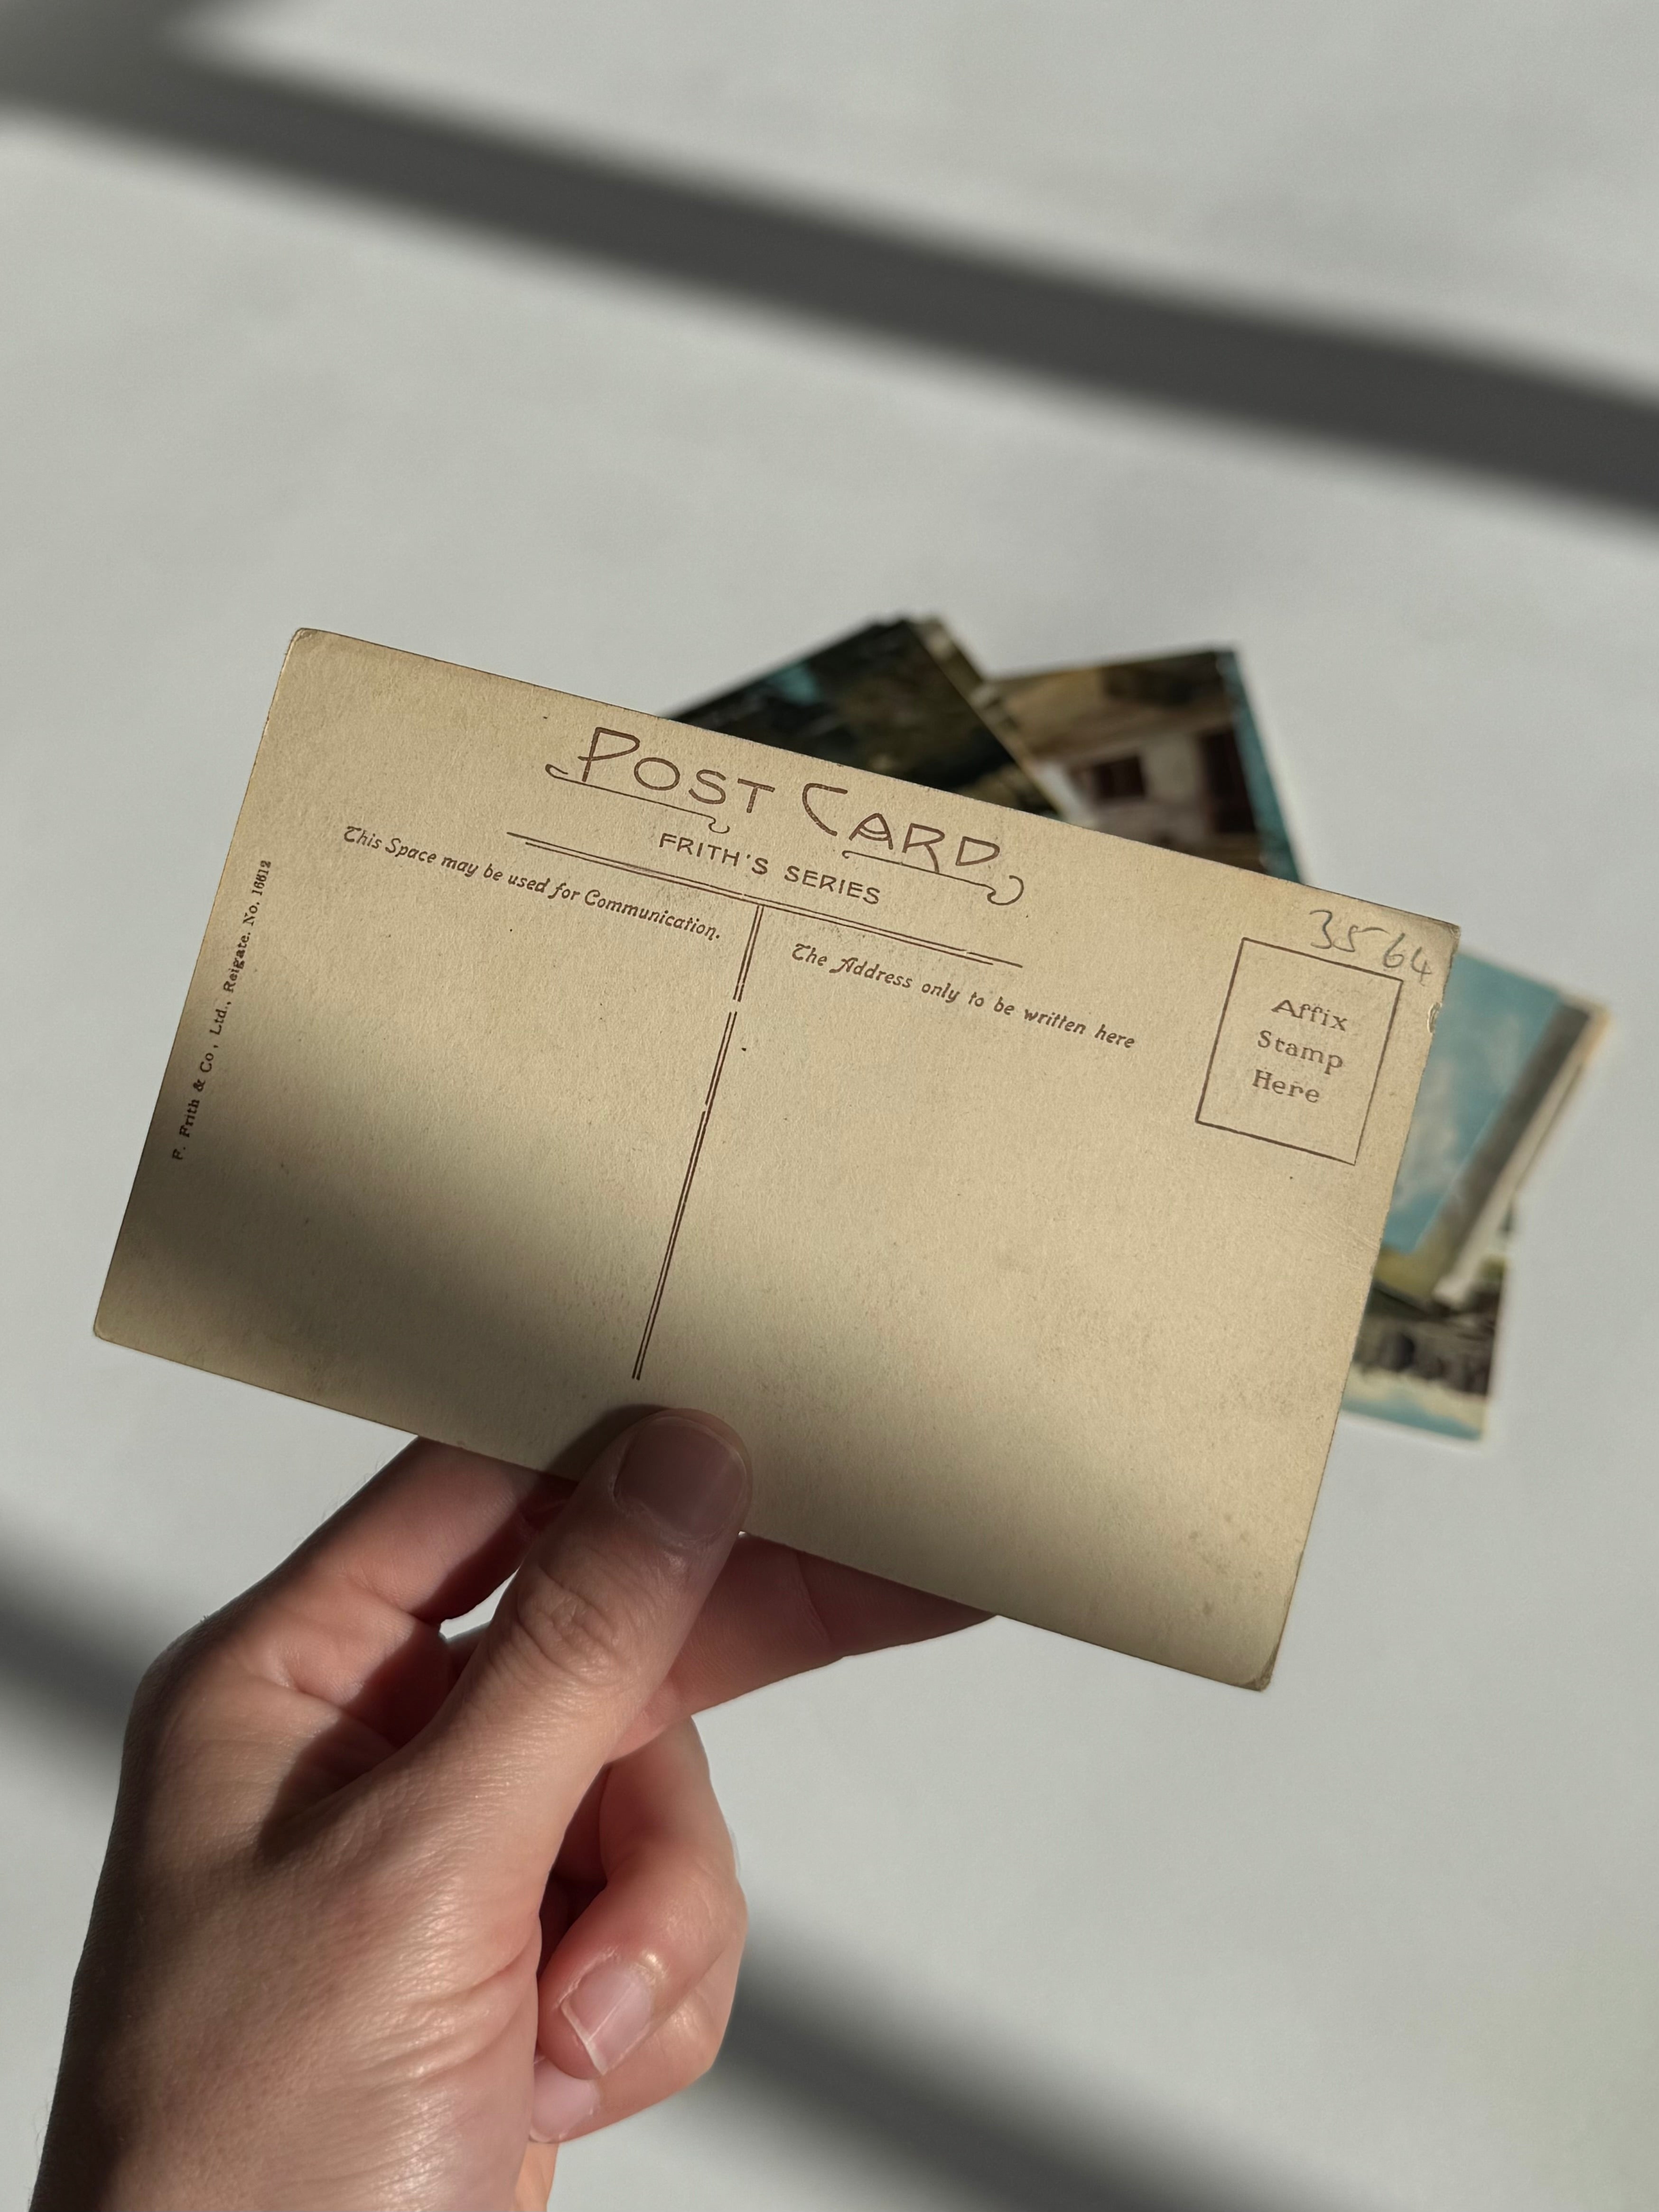 POST CARD
FRITH'S SERIES
This Space may be used for Communication.
The Address only to be written here
3564
Affix
Stamp
Here
F. Frith & Co, Ltd., Reigate. No. 16812